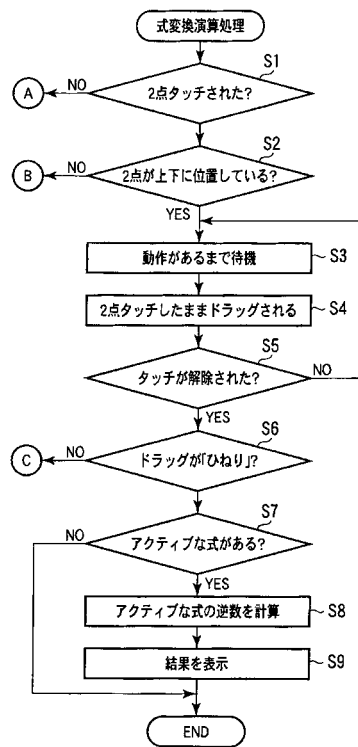 式変換演算処理
S1
2点タッチされた?
NO
A
S2
2点が上下に位置している?
NO
B
YES
動作があるまで待機
S3
2点タッチしたままドラッグされる
S4
S5
タッチが解除された?
NO
YES
S6
ドラッグが「ひねり」?
NO
C
S7
アクティブな式がある?
NO
YES
アクティブな式の逆数を計算
S8
結果を表示
S9
END